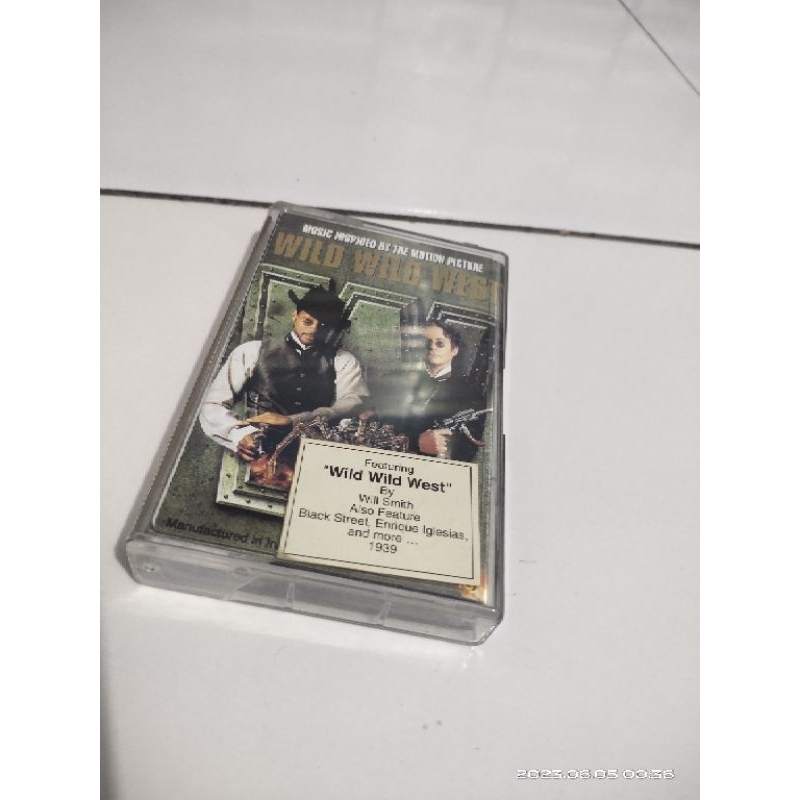 MUSIC INSPIRED BY THE MOTION PICTURE
WILD WILD WEST
Featuring
"Wild Wild West"
By
Will Smith
Also Feature
Black Street, Enrique Iglesias,
and more ...
1939
Manufactured in
2023.06.05 00:36